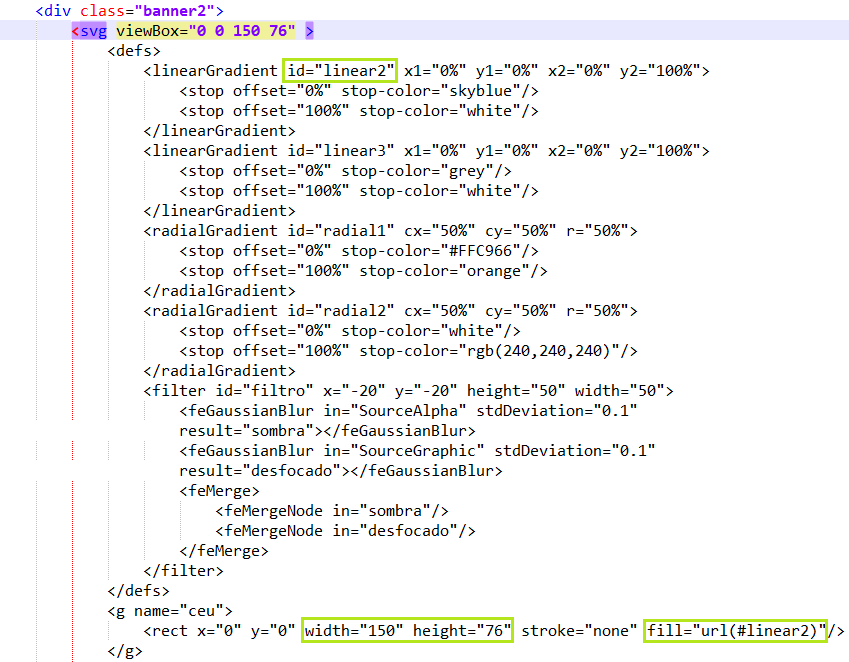 <div class="banner2">
<svg viewBox="0 0 150 76" >
<defs>
<linearGradient id="linear2" x1="0%" y1="0%" x2="0%" y2="100%">
<stop offset="0%" stop-color="skyblue"/>
<stop offset="100%" stop-color="white"/>
</linearGradient>
<linearGradient id="linear3" x1="0%" y1="0%" x2="0%" y2="100%">
<stop offset="0%" stop-color="grey"/>
<stop offset="100%" stop-color="white"/>
</linearGradient>
<radialGradient id="radial1" cx="50%" cy="50%" r="50%">
<stop offset="0%" stop-color="#FFC966"/>
<stop offset="100%" stop-color="orange"/>
</radialGradient>
<radialGradient id="radial2" cx="50%" cy="50%" r="50%">
<stop offset="0%" stop-color="white"/>
<stop offset="100%" stop-color="rgb(240,240,240)"/>
</radialGradient>
<filter id="filtro" x="-20" y="-20" height="50" width="50">
<feGaussianBlur in="SourceAlpha" stdDeviation="0.1"
result="sombra"></feGaussianBlur>
<feGaussianBlur in="SourceGraphic" stdDeviation="0.1"
result="desfocado"></feGaussianBlur>
<feMerge>
<feMergeNode in="sombra"/>
<feMergeNode in="desfocado"/>
</feMerge>
</filter>
</defs>
<g name="ceu">
<rect x="0" y="0" width="150" height="76" stroke="none" fill="url(#linear2)"/>
</g>